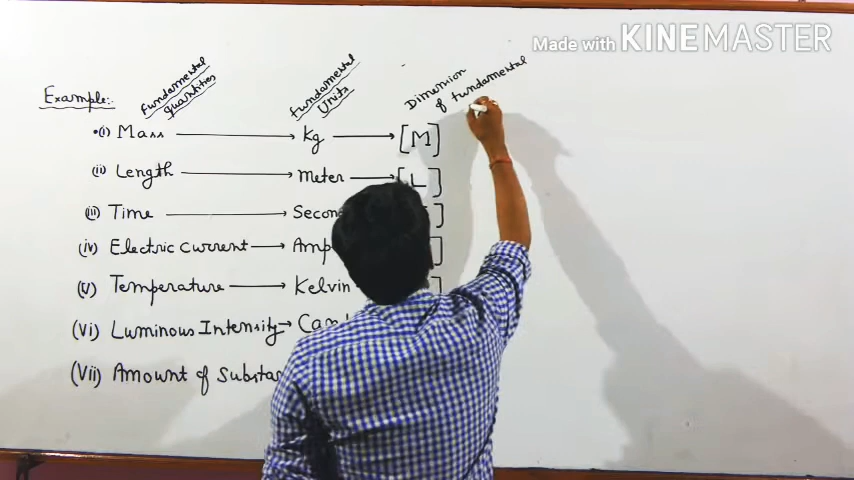 Made with KINEMASTER
Example:-
Fundamental
quantities
Fundamental
Units
Dimension
of fundamental
(i) Mass → kg → [M]
(ii) Length → meter → [L]
(iii) Time → Secon ]
(iv) Electric current → Amp ]
(V) Temperature → Kelvin ]
(Vi) Luminous Intensity → Can
(Vii) Amount of Substan